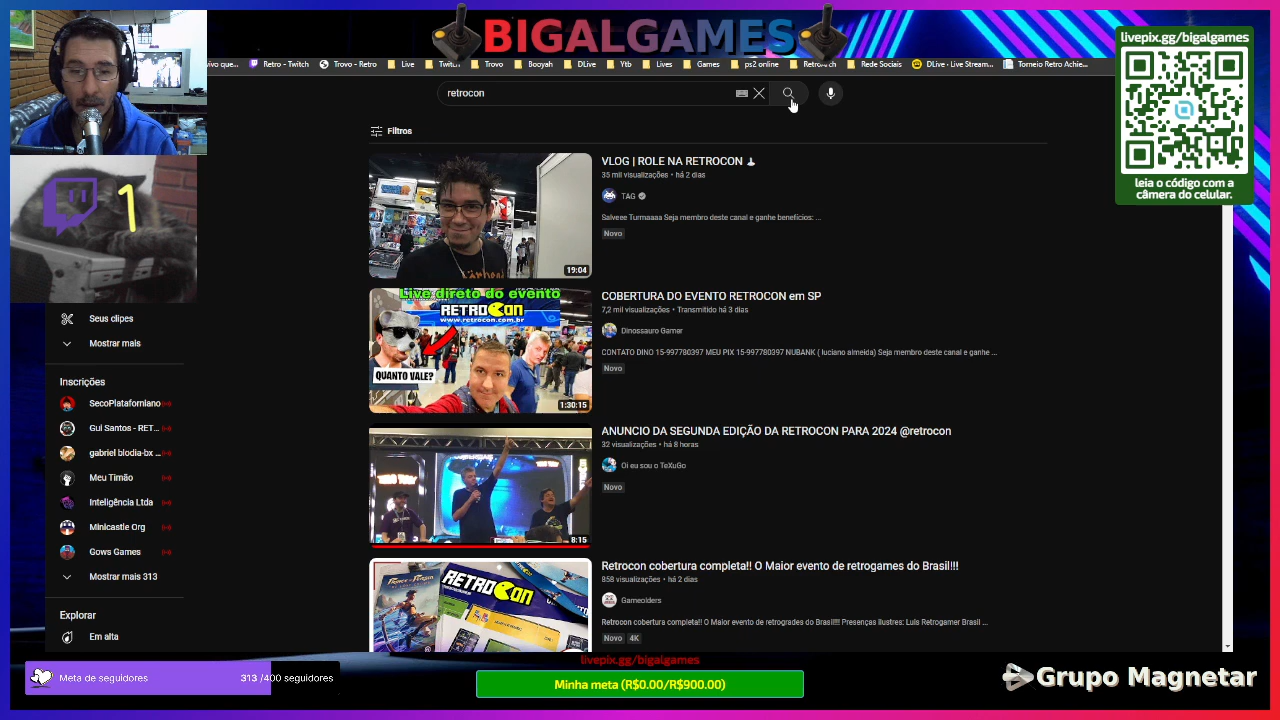 BIGALGAMES
livepix.gg/bigalgames
leia o código com a
câmera do celular.
vivo que... Retro - Twitch Trovo - Retro Live Twitch Trovo Booyah DLive Ytb Lives Games ps2 online Rede Sociais DLive · Live Stream... Torneio Retro Achie...
retrocon
Filtros
1
VLOG | ROLE NA RETROCON
35 mil visualizações • há 2 dias
TAG
Salveee Turmaaaa Seja membro deste canal e ganhe benefícios: ...
Novo
19:04
Live direto do evento
RETROCON
www.retrocon.com.br
QUANTO VALE?
1:30:15
COBERTURA DO EVENTO RETROCON em SP
7,2 mil visualizações • Transmitido há 3 dias
Dinossauro Gamer
CONTATO DINO 15-997780397 MEU PIX 15-997780397 NUBANK ( luciano almeida) Seja membro deste canal e ganhe ...
Novo
ANUNCIO DA SEGUNDA EDIÇÃO DA RETROCON PARA 2024 @retrocon
32 visualizações • há 8 horas
Oi eu sou o TeXuGo
Novo
8:15
Retrocon cobertura completa!! O Maior evento de retrogames do Brasil!!!
858 visualizações • há 2 dias
Gameolders
Retrocon cobertura completa!! O Maior evento de retrogrades do Brasil!!!! Presenças Ilustres: Luis Retrogamer Brasil ...
Novo 4K
RETROCON
Seus clipes
Mostrar mais
Inscrições
SecoPlataforniano
Gui Santos - RET...
gabriel blodia-bx ...
Meu Timão
Inteligência Ltda
Minicastle Org
Gows Games
Mostrar mais 313
Explorar
Em alta
Meta de seguidores 313 /400 seguidores
livepix.gg/bigalgames
Minha meta (R$0.00/R$900.00)
Grupo Magnetar